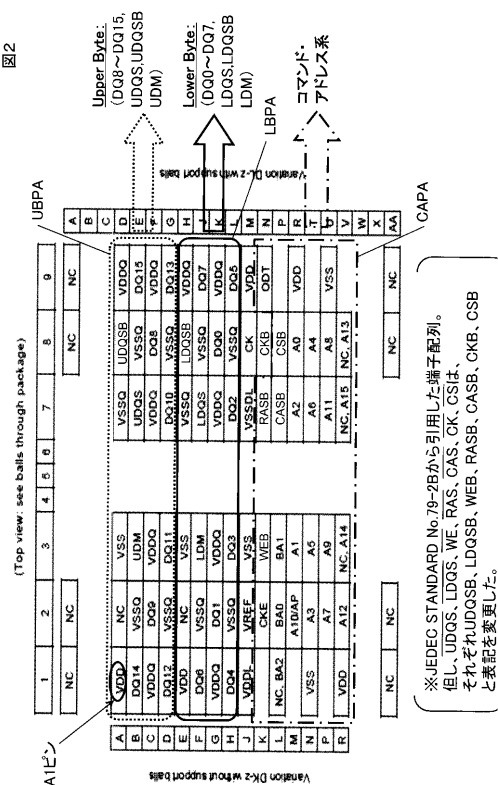 図2
(Top view: see balls through package)
1 2 3 4 5 6 7 8 9
NC NC NC NC A
B
C
A VDD NC VSS VSSQ UDQSB VDDQ D
B DQ14 VSSQ UDM UDQS VSSQ DQ15 E
C VDDQ DQ9 VDDQ VDDQ DQ8 VDDQ F
D DQ12 VSSQ DQ11 DQ10 VSSQ DQ13 G
E VDD NC VSS VSSQ LDQSB VDDQ H
F DQ6 VSSQ LDM LDQS VSSQ DQ7 J
G VDDQ DQ1 VDDQ VDDQ DQ0 VDDQ K
H DQ4 VSSQ DQ3 DQ2 VSSQ DQ5 L
J VDDL VREF VSS VSSDL CK VDD M
K CKE WEB RASB CKB ODT N
L NC, BA2 BA0 BA1 CASB CSB P
M A10/AP A1 A2 A0 VDD R
N VSS A3 A5 A6 A4 T
P A7 A9 A11 A8 VSS U
R VDD A12 NC, A14 NC, A15 NC, A13 V
W
X
NC NC NC NC AA
Variation DK-z without support balls
Variation DL-z with support balls
A1ピン
UBPA
LBPA
CAPA
Upper Byte:
(DQ8～DQ15,
UDQS,UDQSB
UDM)
Lower Byte:
(DQ0～DQ7,
LDQS,LDQSB
LDM)
コマンド・
アドレス系
※JEDEC STANDARD No.79-2Bから引用した端子配列。
但し、UDQS、LDQS、WE、RAS、CAS、CK、CSは、
それぞれUDQSB、LDQSB、WEB、RASB、CASB、CKB、CSB
と表記を変更した。